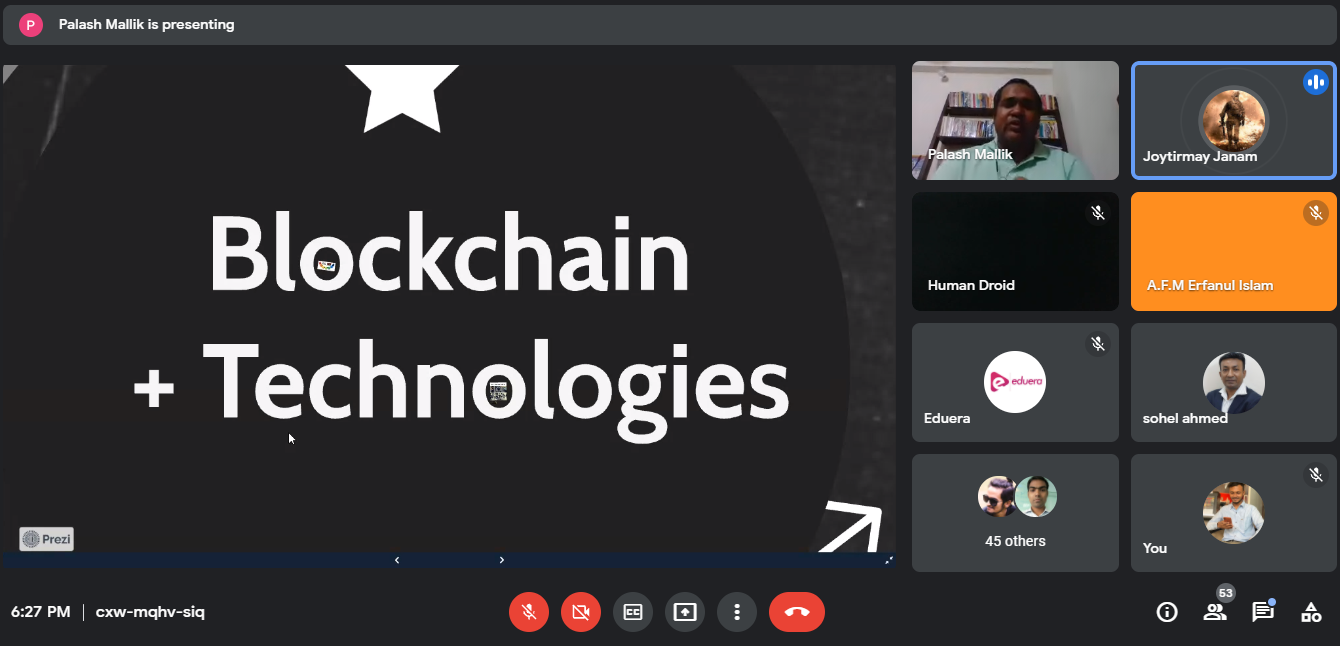 P
Palash Mallik is presenting
Blockchain
+ Technologies
Prezi
Palash Mallik
Joytirmay Janam
Human Droid
A.F.M Erfanul Islam
eduera
Eduera
sohel ahmed
45 others
You
6:27 PM | cxw-mqhv-siq
CC
53